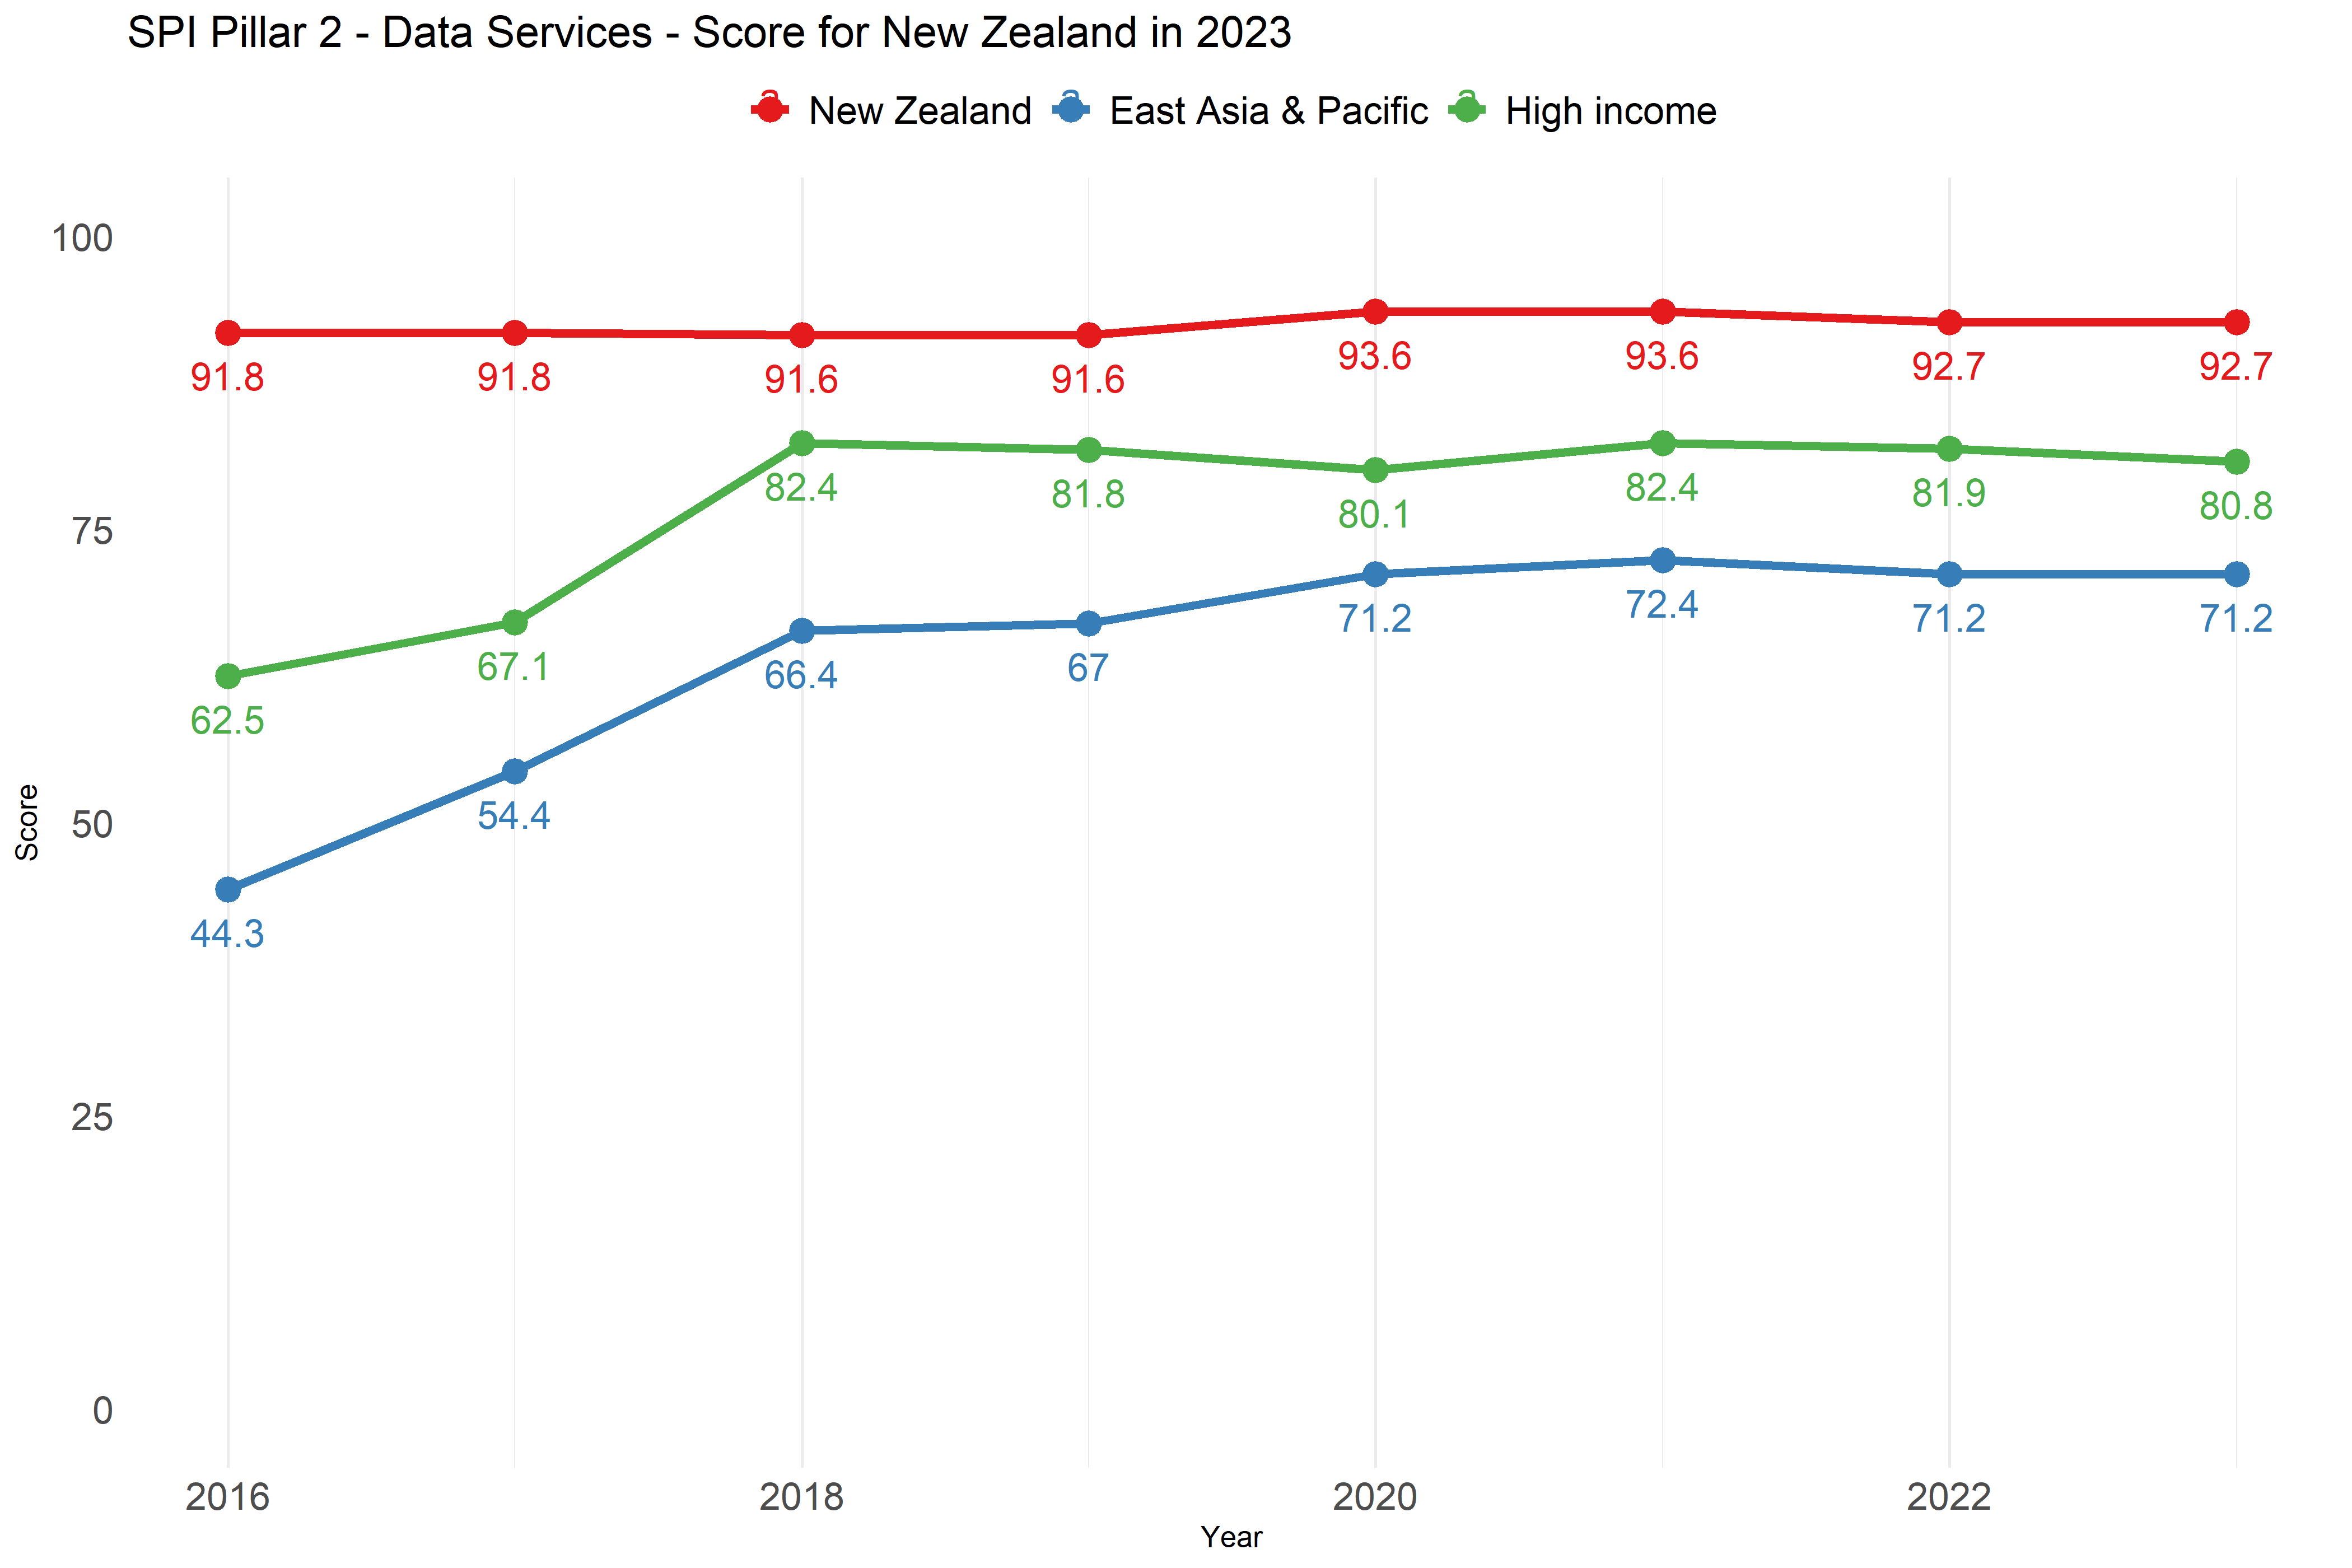 SPI Pillar 2 - Data Services - Score for New Zealand in 2023
New Zealand East Asia & Pacific High income
100
75
50
25
0
Score
91.8 91.8 91.6 91.6 93.6 93.6 92.7 92.7
62.5 67.1 82.4 81.8 80.1 82.4 81.9 80.8
44.3 54.4 66.4 67 71.2 72.4 71.2 71.2
2016 2018 2020 2022
Year